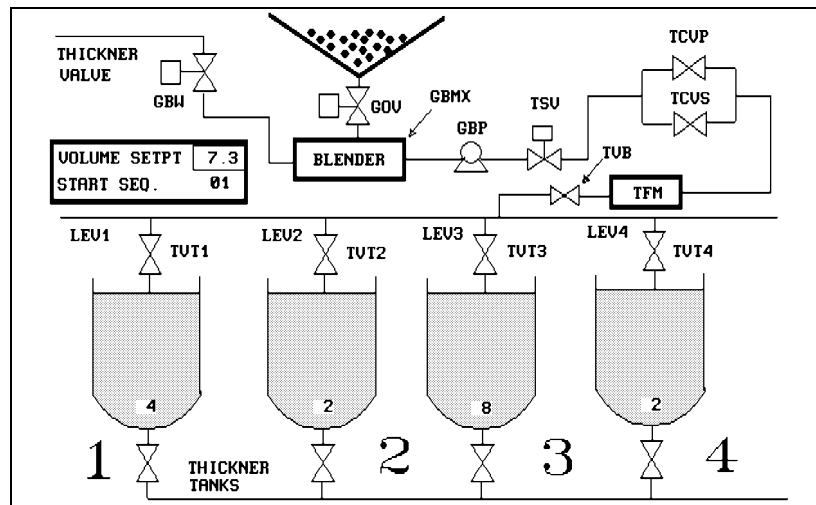 THICKNER
VALVE
GBW
GOV
GBMX
GBP
TSV
TCVP
TCVS
VOLUME SETPT 7.3
START SEQ. 01
BLENDER
TVB
TFM
LEV1
TVT1
LEV2
TVT2
LEV3
TVT3
LEV4
TVT4
4
2
8
2
1
2
3
4
THICKNER
TANKS